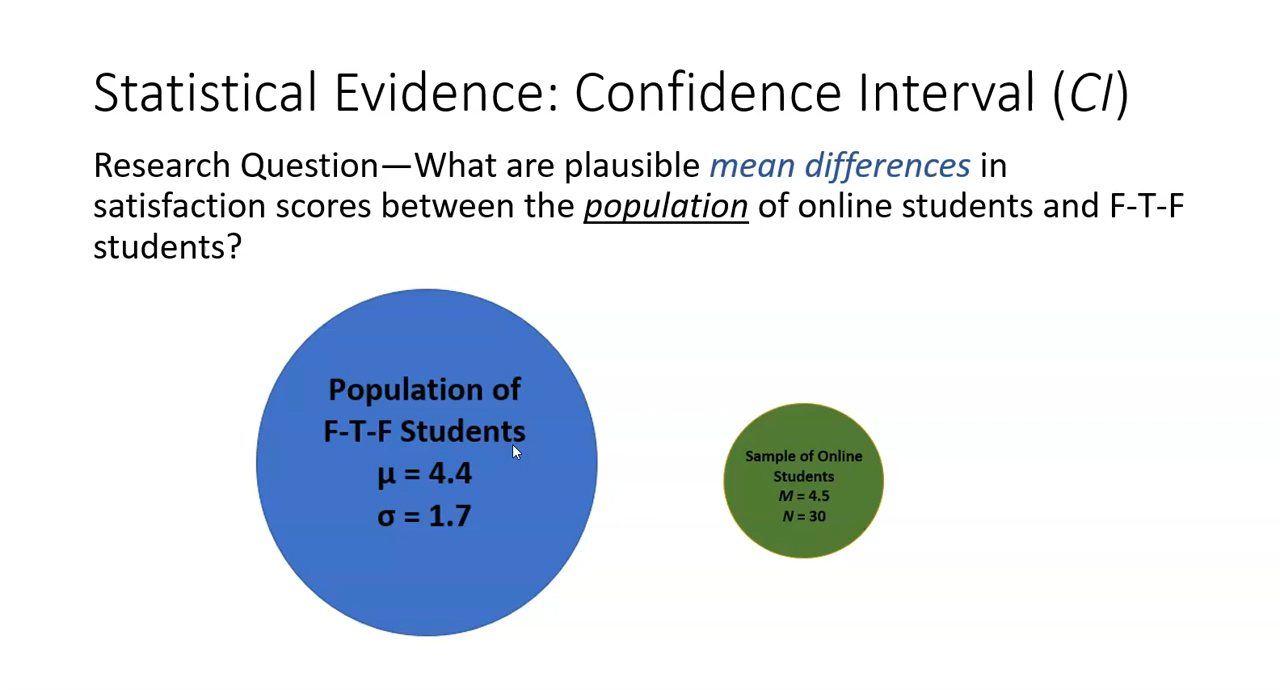 Statistical Evidence: Confidence Interval (CI)
Research Question—What are plausible mean differences in
satisfaction scores between the population of online students and F-T-F
students?
Population of
F-T-F Students
μ = 4.4
σ = 1.7
Sample of Online
Students
M = 4.5
N = 30